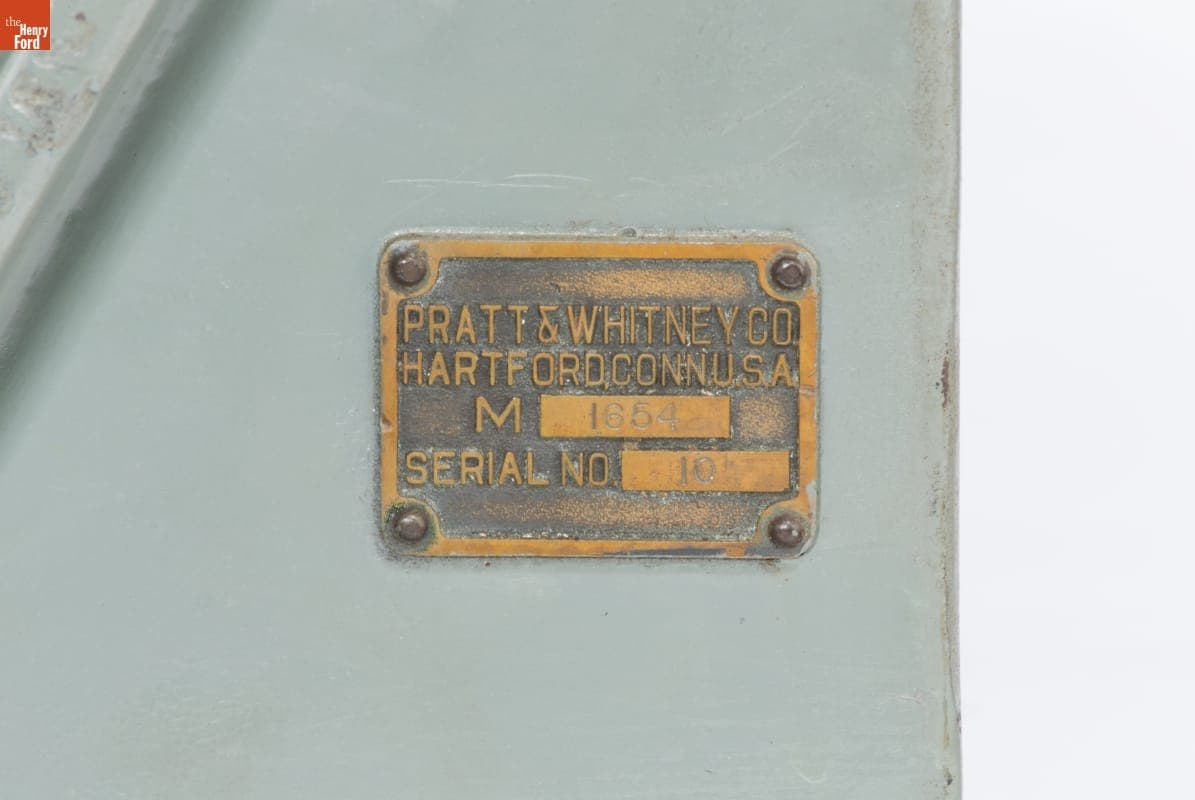 the
Henry
Ford
PRATT & WHITNEY CO.
HARTFORD, CONN. U.S.A.
M 1654
SERIAL NO. 10